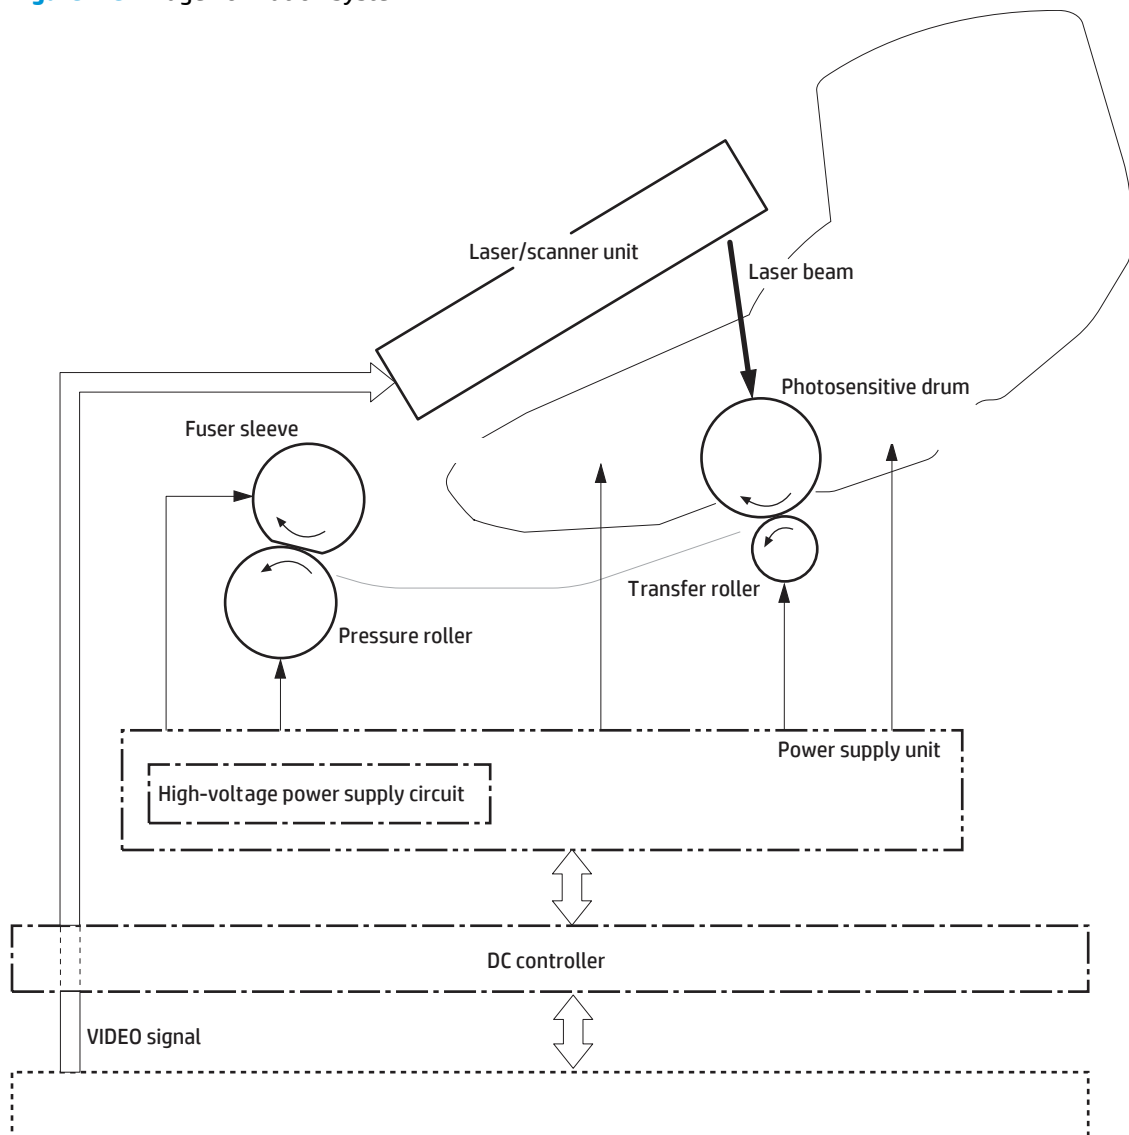 Laser/scanner unit
Laser beam
Photosensitive drum
Fuser sleeve
Transfer roller
Pressure roller
Power supply unit
High-voltage power supply circuit
DC controller
VIDEO signal